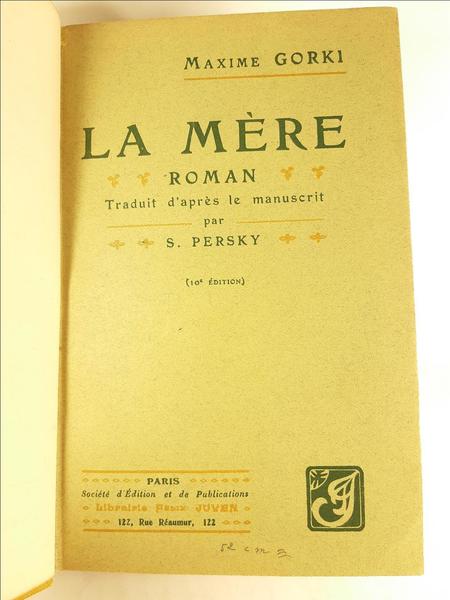 MAXIME GORKI
LA MÈRE
ROMAN
Traduit d'après le manuscrit
par
S. PERSKY
(10e ÉDITION)
PARIS
Société d'Édition et de Publications
Librairie FELIX JUVEN
122, Rue Réaumur, 122